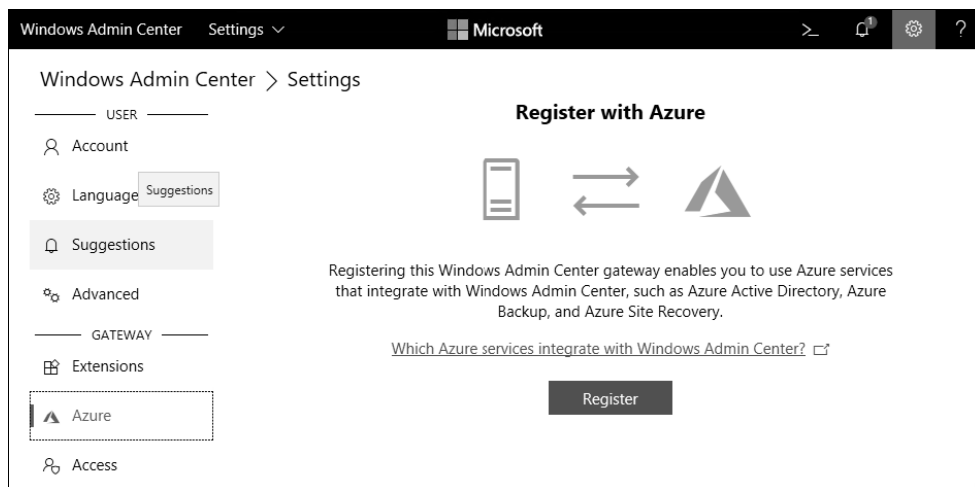 Windows Admin Center Settings Microsoft >_ 1 ?
Windows Admin Center > Settings
USER
Account
Language
Suggestions
Suggestions
Advanced
GATEWAY
Extensions
Azure
Access
Register with Azure
Registering this Windows Admin Center gateway enables you to use Azure services
that integrate with Windows Admin Center, such as Azure Active Directory, Azure
Backup, and Azure Site Recovery.
Which Azure services integrate with Windows Admin Center?
Register